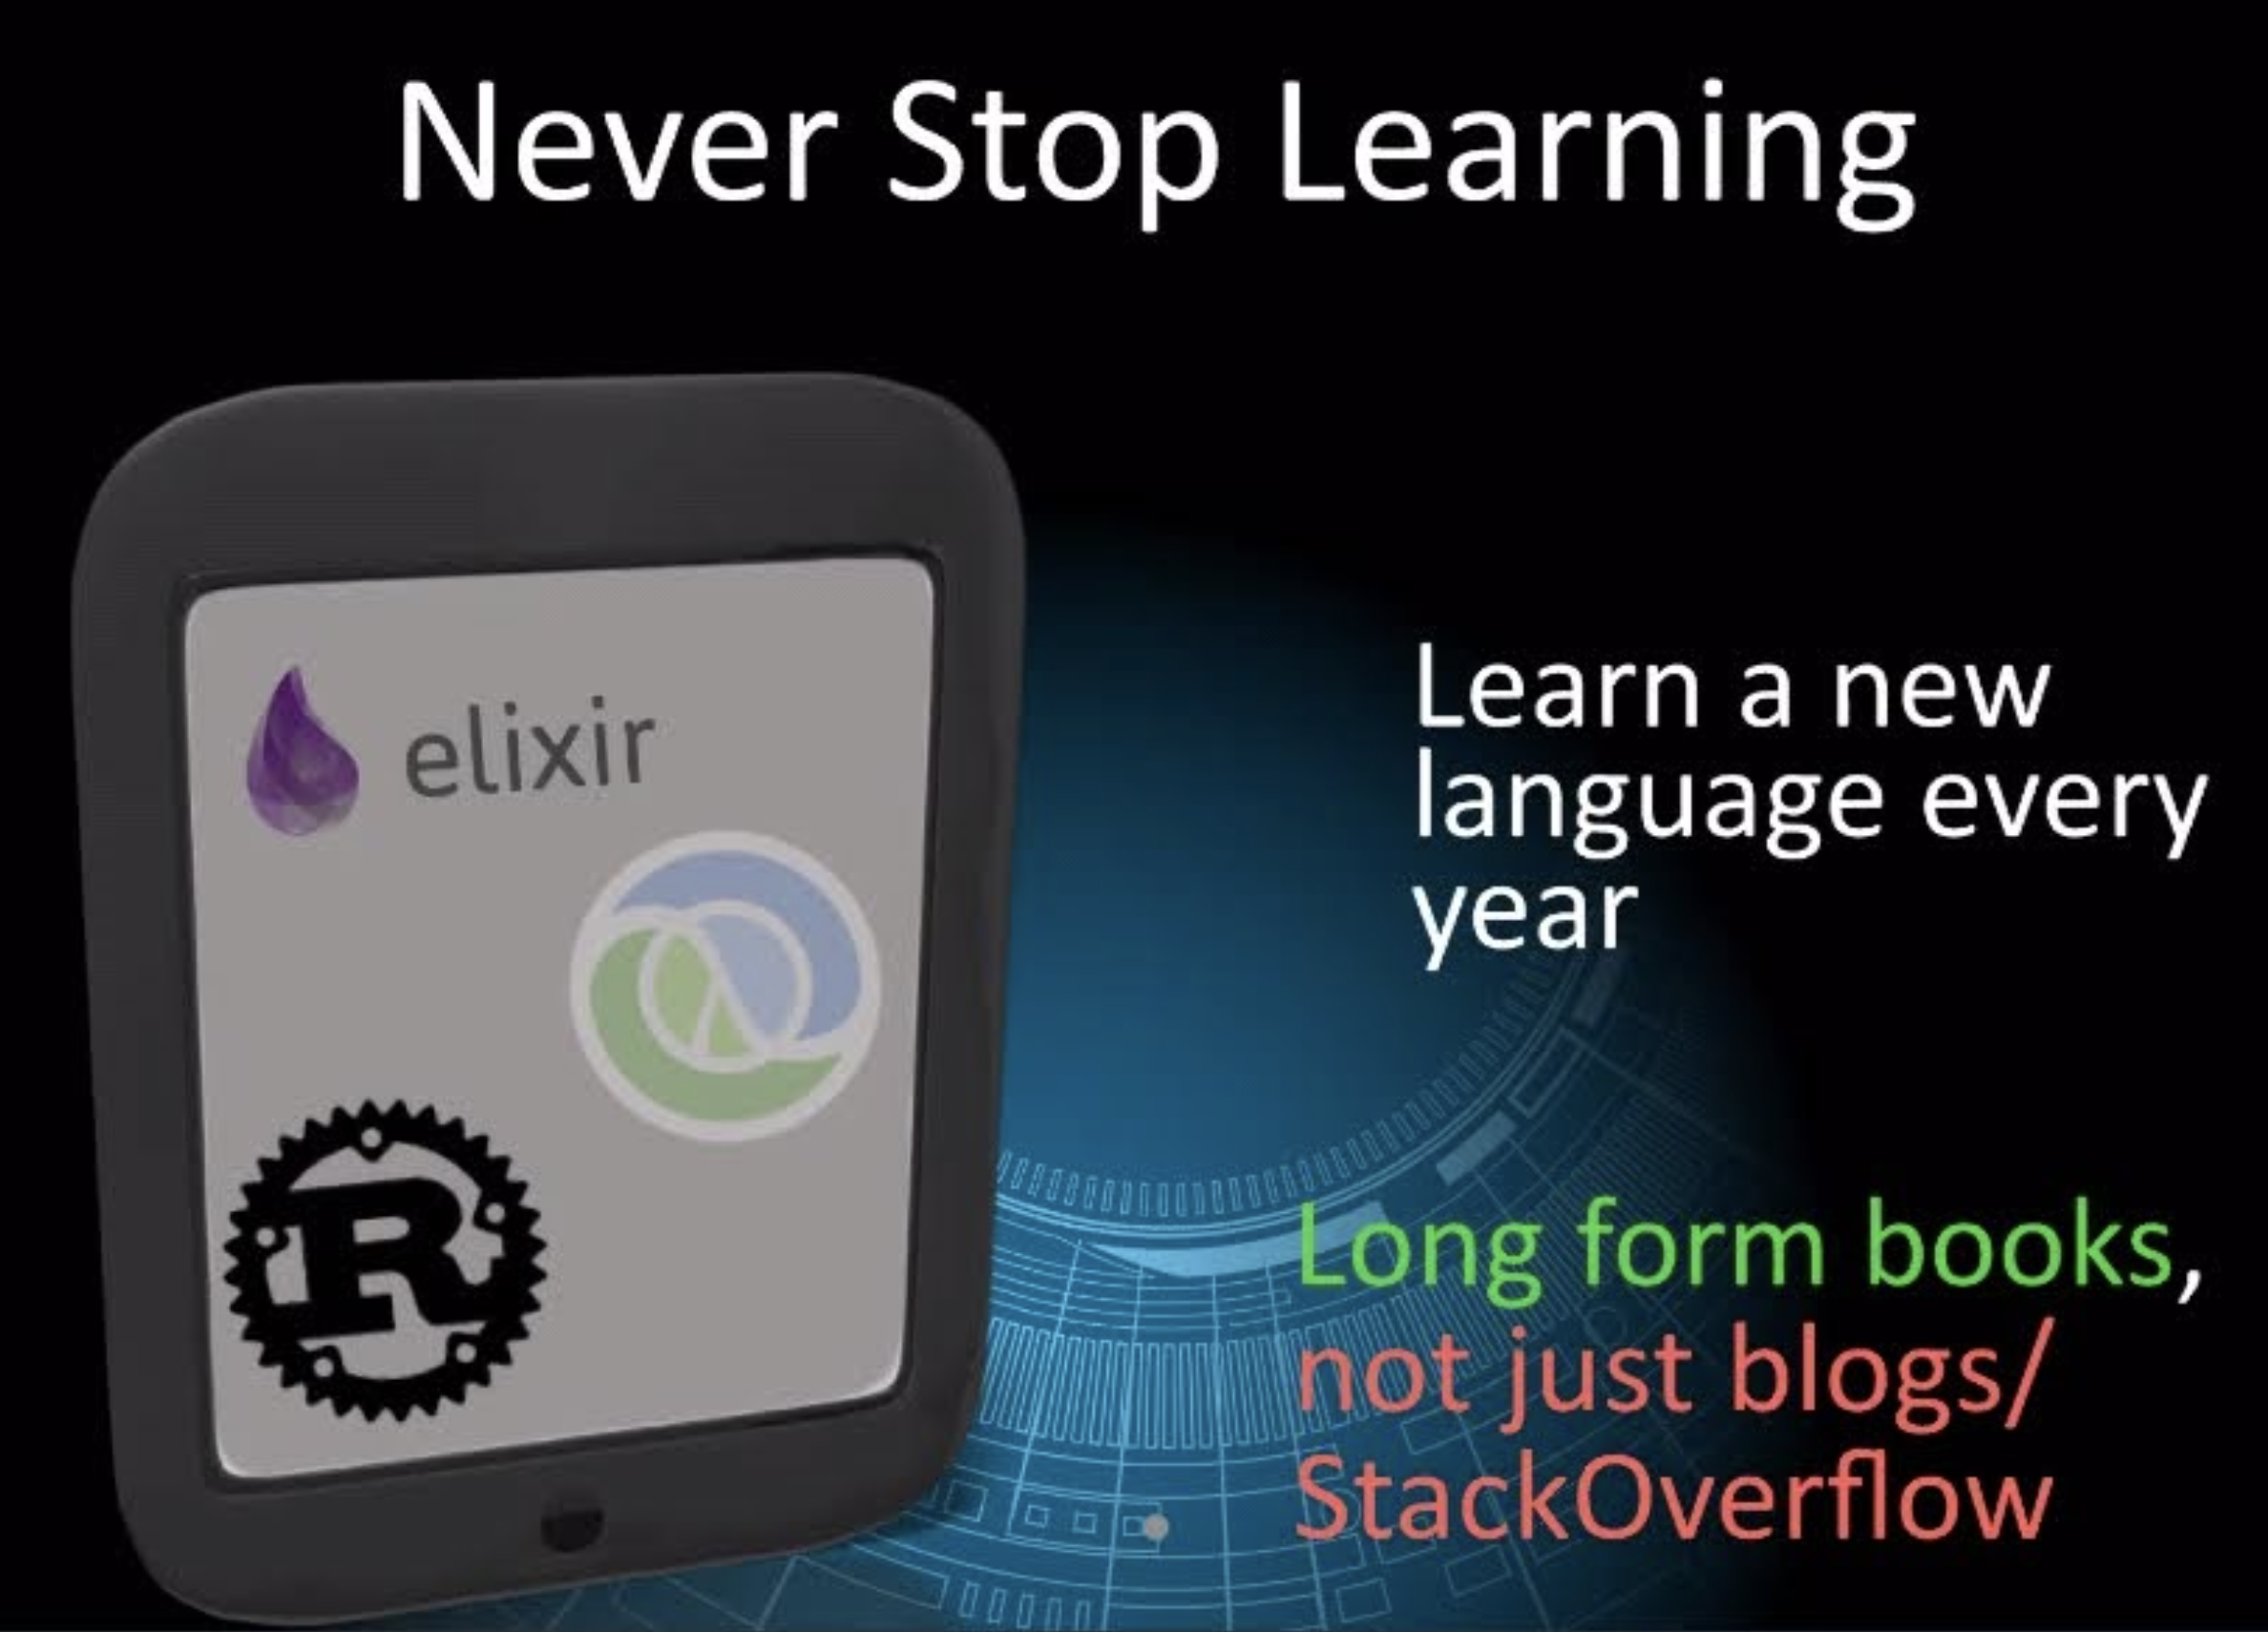 Never Stop Learning
elixir
R
Learn a new
language every
year
Long form books,
not just blogs/
StackOverflow